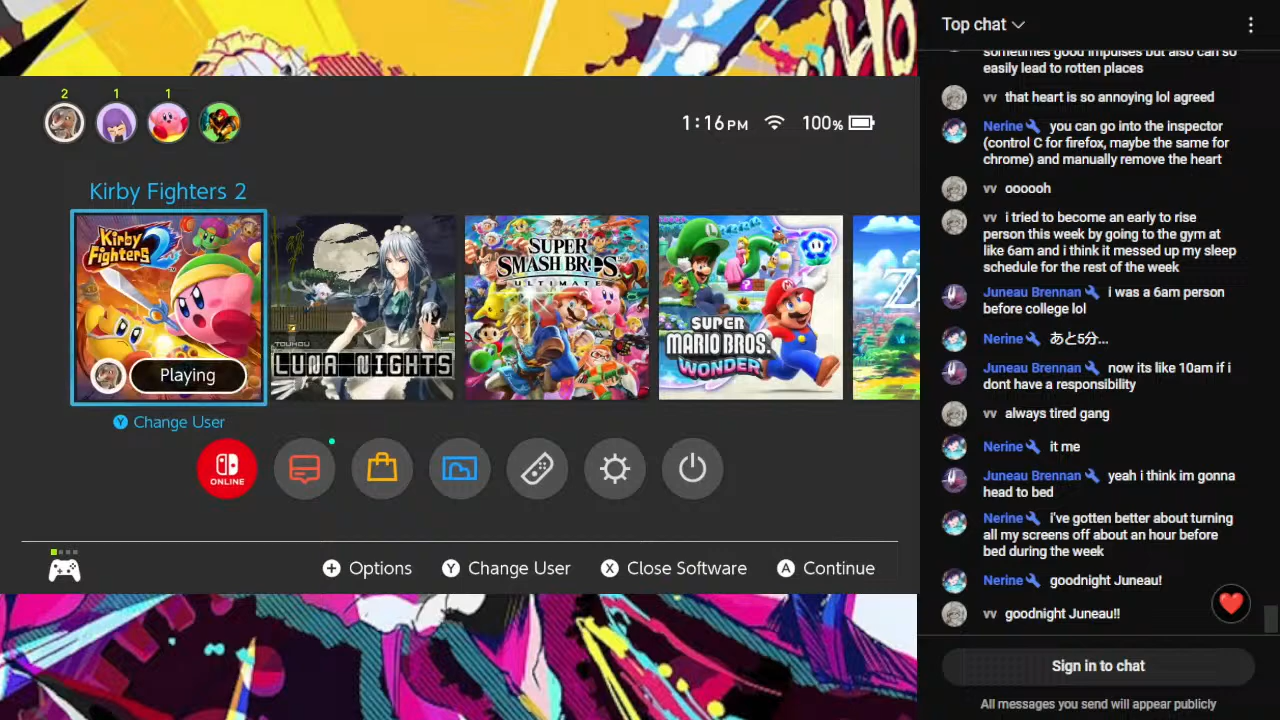 2
1
1
1:16 PM
100%
Kirby Fighters 2
Kirby
Fighters 2
Playing
TOUHOU
LUNA NIGHTS
SUPER
SMASH BROS.
ULTIMATE
SUPER
MARIO BROS.
WONDER
Z
Change User
ONLINE
Options
Change User
Close Software
Continue
Y
+
Y
X
A
Top chat
sometimes good impulses but also can so
easily lead to rotten places
vv that heart is so annoying lol agreed
Nerine you can go into the inspector
(control C for firefox, maybe the same for
chrome) and manually remove the heart
vv oooooh
vv i tried to become an early to rise
person this week by going to the gym at
like 6am and i think it messed up my sleep
schedule for the rest of the week
Juneau Brennan i was a 6am person
before college lol
Nerine あと5分...
Juneau Brennan now its like 10am if i
dont have a responsibility
vv always tired gang
Nerine it me
Juneau Brennan yeah i think im gonna
head to bed
Nerine i've gotten better about turning
all my screens off about an hour before
bed during the week
Nerine goodnight Juneau!
vv goodnight Juneau!!
Sign in to chat
All messages you send will appear publicly